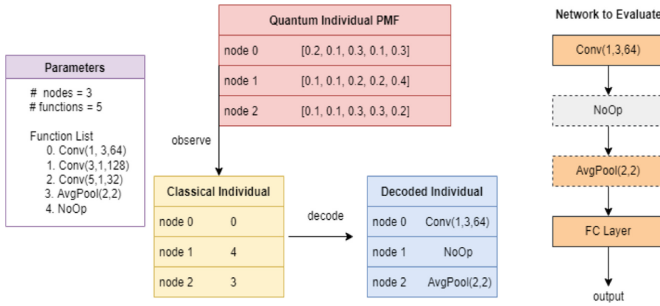 Parameters
# nodes = 3
# functions = 5
Function List
0. Conv(1, 3,64)
1. Conv(3,1,128)
2. Conv(5,1,32)
3. AvgPool(2,2)
4. NoOp
Quantum Individual PMF
node 0 [0.2, 0.1, 0.3, 0.1, 0.3]
node 1 [0.1, 0.1, 0.2, 0.2, 0.4]
node 2 [0.1, 0.1, 0.3, 0.3, 0.2]
observe
Classical Individual
node 0 0
node 1 4
node 2 3
decode
Decoded Individual
node 0 Conv(1,3,64)
node 1 NoOp
node 2 AvgPool(2,2)
Network to Evaluate
Conv(1,3,64)
NoOp
AvgPool(2,2)
FC Layer
output